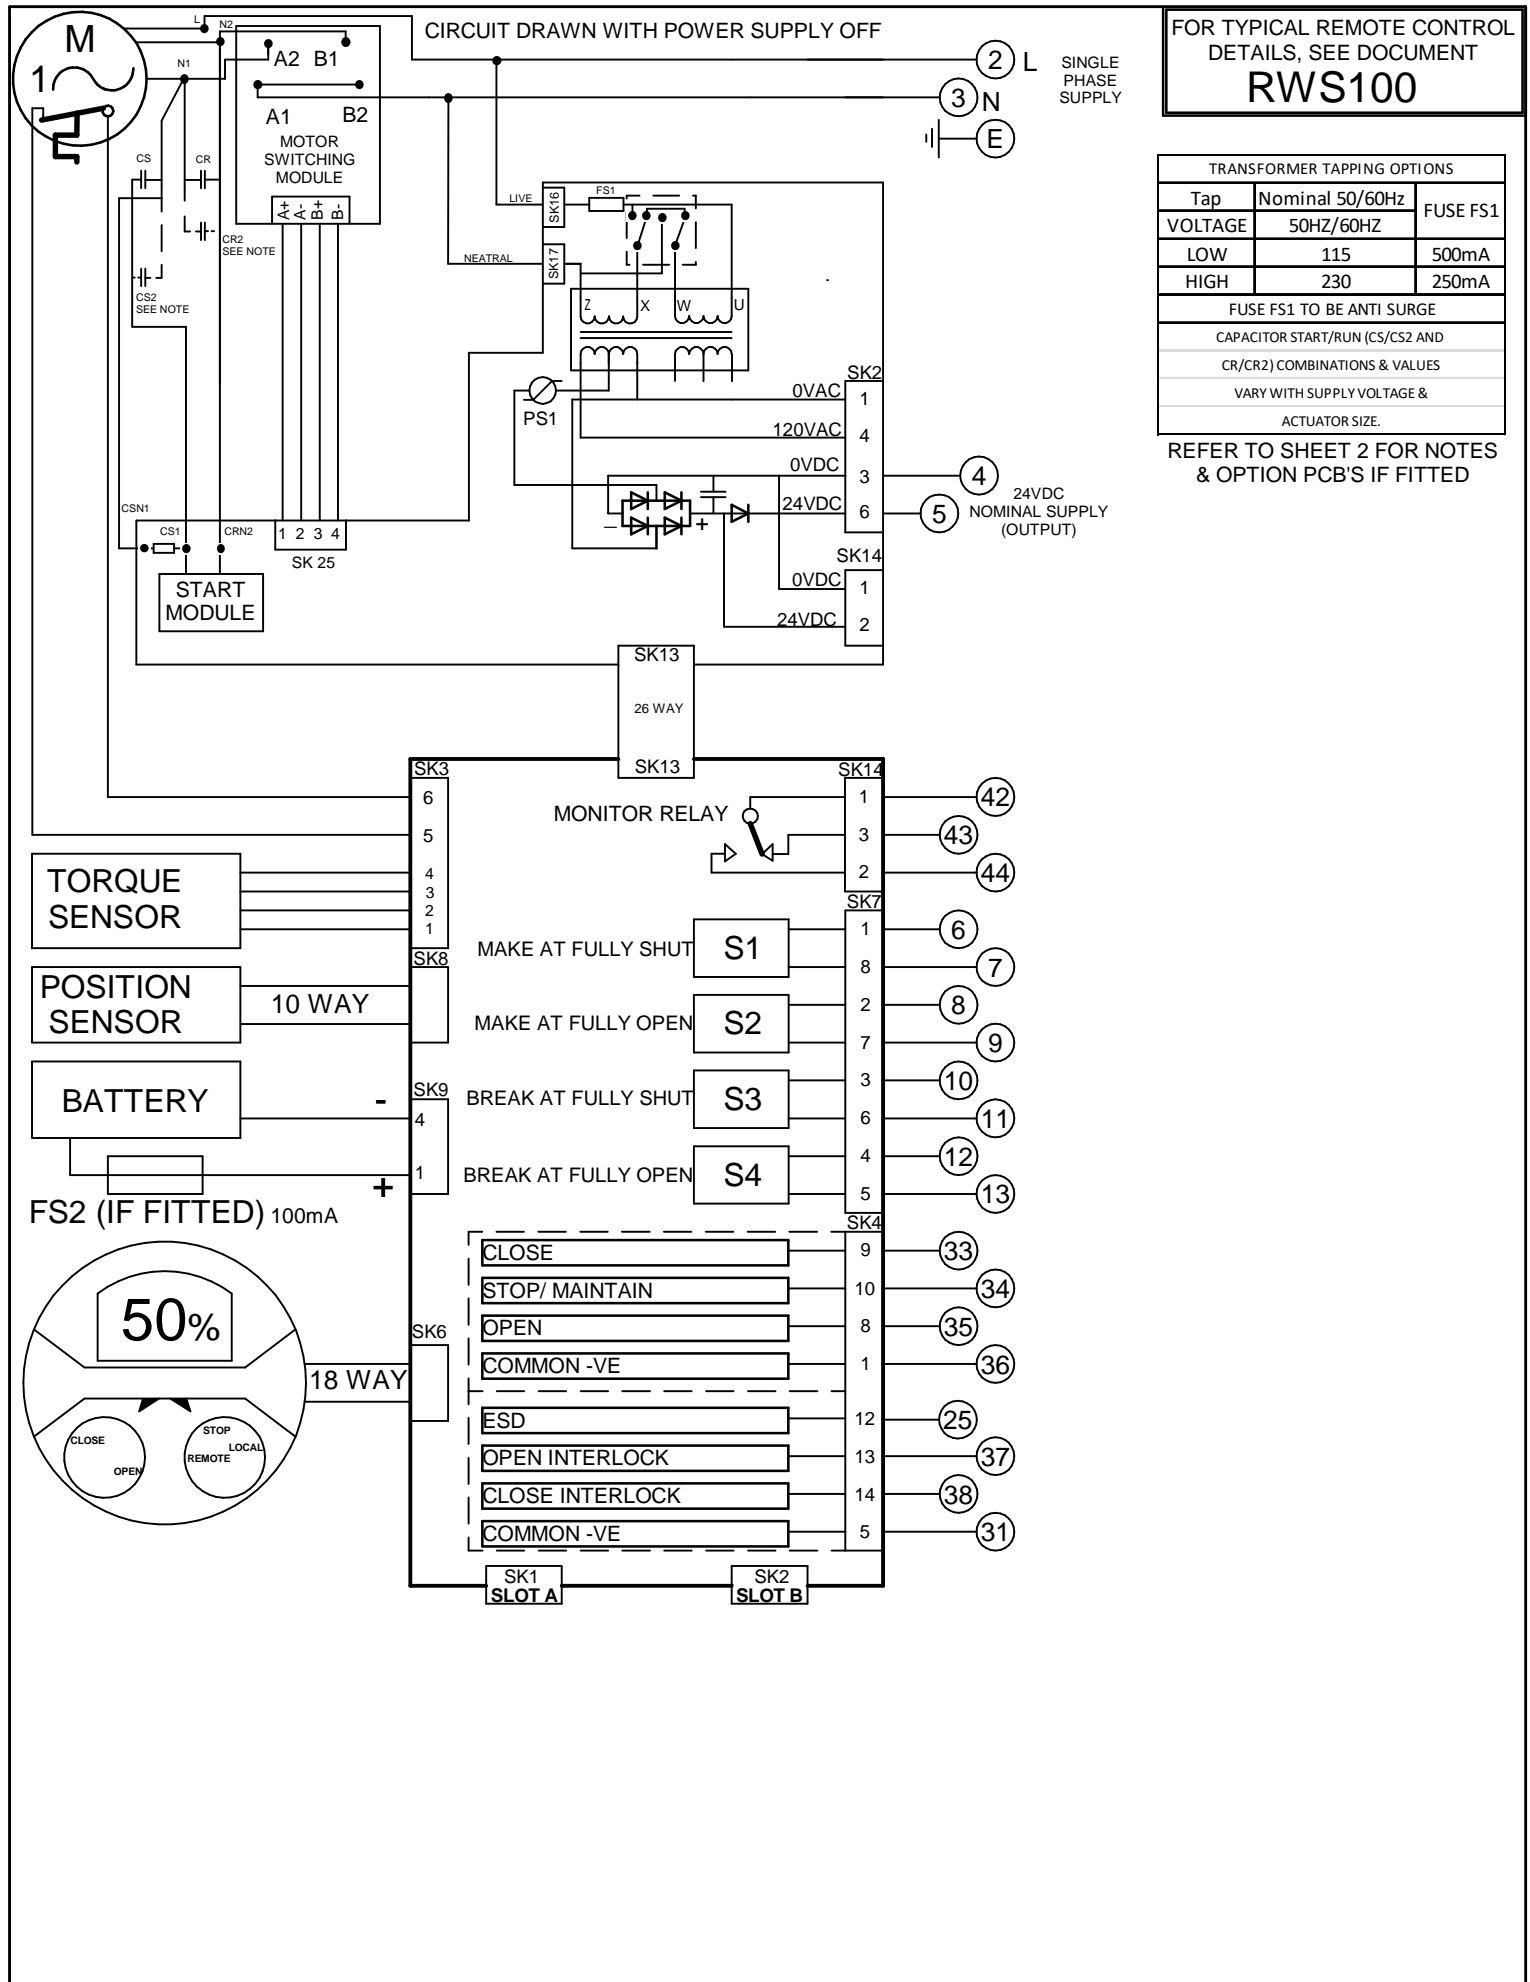 CIRCUIT DRAWN WITH POWER SUPPLY OFF
FOR TYPICAL REMOTE CONTROL
DETAILS, SEE DOCUMENT
RWS100
M
1
L
N2
N1
A2 B1
A1 B2
MOTOR
SWITCHING
MODULE
A+ A- B+ B-
2 L
3 N
E
SINGLE
PHASE
SUPPLY
CS
CR
CR2
SEE NOTE
CS2
SEE NOTE
LIVE
SK16
FS1
NEATRAL
SK17
Z X W U
PS1
TRANSFORMER TAPPING OPTIONS
Tap Nominal 50/60Hz FUSE FS1
VOLTAGE 50HZ/60HZ
LOW 115 500mA
HIGH 230 250mA
FUSE FS1 TO BE ANTI SURGE
CAPACITOR START/RUN (CS/CS2 AND
CR/CR2) COMBINATIONS & VALUES
VARY WITH SUPPLY VOLTAGE &
ACTUATOR SIZE.
REFER TO SHEET 2 FOR NOTES
& OPTION PCB'S IF FITTED
SK2
0VAC 1
120VAC 4
0VDC 3 4
24VDC 6 5
24VDC
NOMINAL SUPPLY
(OUTPUT)
− +
SK14
0VDC 1
24VDC 2
CSN1
CS1
CRN2
1 2 3 4
SK 25
START
MODULE
SK13
26 WAY
SK13
SK3
6
5
4
3
2
1
MONITOR RELAY
SK14
1 42
3 43
2 44
TORQUE
SENSOR
SK7
MAKE AT FULLY SHUT S1
1 6
8 7
SK8
POSITION
SENSOR
10 WAY
MAKE AT FULLY OPEN S2
2 8
7 9
BATTERY
-
SK9
4
1
+
BREAK AT FULLY SHUT S3
3 10
6 11
BREAK AT FULLY OPEN S4
4 12
5 13
FS2 (IF FITTED) 100mA
SK4
CLOSE 9 33
STOP/ MAINTAIN 10 34
OPEN 8 35
COMMON -VE 1 36
ESD 12 25
OPEN INTERLOCK 13 37
CLOSE INTERLOCK 14 38
COMMON -VE 5 31
50%
SK6
18 WAY
CLOSE
OPEN
STOP
LOCAL
REMOTE
SK1
SLOT A
SK2
SLOT B